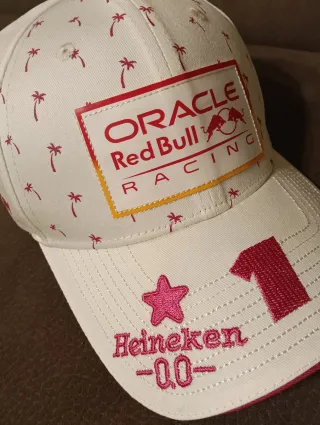 ORACLE
Red Bull
RACING
1
Heineken
0.0